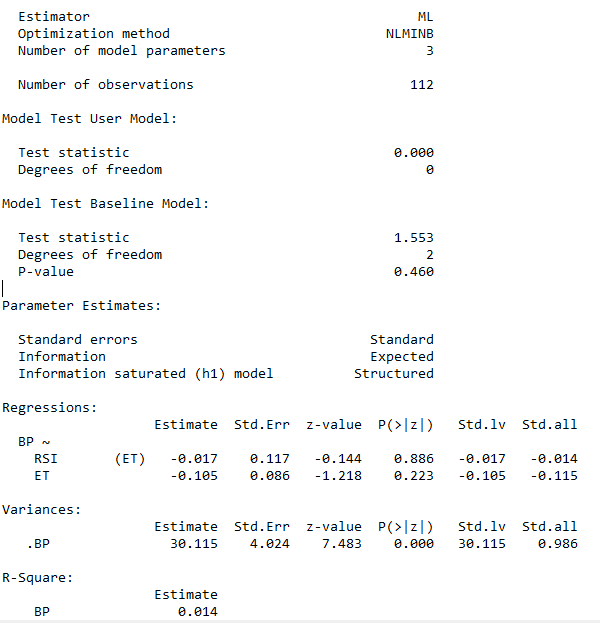 Estimator ML
Optimization method NLMINB
Number of model parameters 3
Number of observations 112
Model Test User Model:
Test statistic 0.000
Degrees of freedom 0
Model Test Baseline Model:
Test statistic 1.553
Degrees of freedom 2
P-value 0.460
Parameter Estimates:
Standard errors Standard
Information Expected
Information saturated (h1) model Structured
Regressions:
Estimate Std.Err z-value P(>|z|) Std.lv Std.all
BP ~
RSI (ET) -0.017 0.117 -0.144 0.886 -0.017 -0.014
ET -0.105 0.086 -1.218 0.223 -0.105 -0.115
Variances:
Estimate Std.Err z-value P(>|z|) Std.lv Std.all
.BP 30.115 4.024 7.483 0.000 30.115 0.986
R-Square:
Estimate
BP 0.014